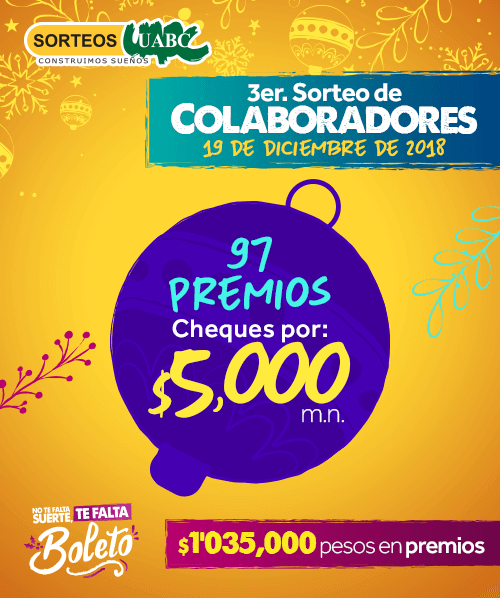 SORTEOS UABC
CONSTRUIMOS SUEÑOS
3er. Sorteo de
COLABORADORES
19 DE DICIEMBRE DE 2018
97
PREMIOS
Cheques por:
$5,000
m.n.
NO TE FALTA
SUERTE, TE FALTA
Boleto
$1'035,000 pesos en premios